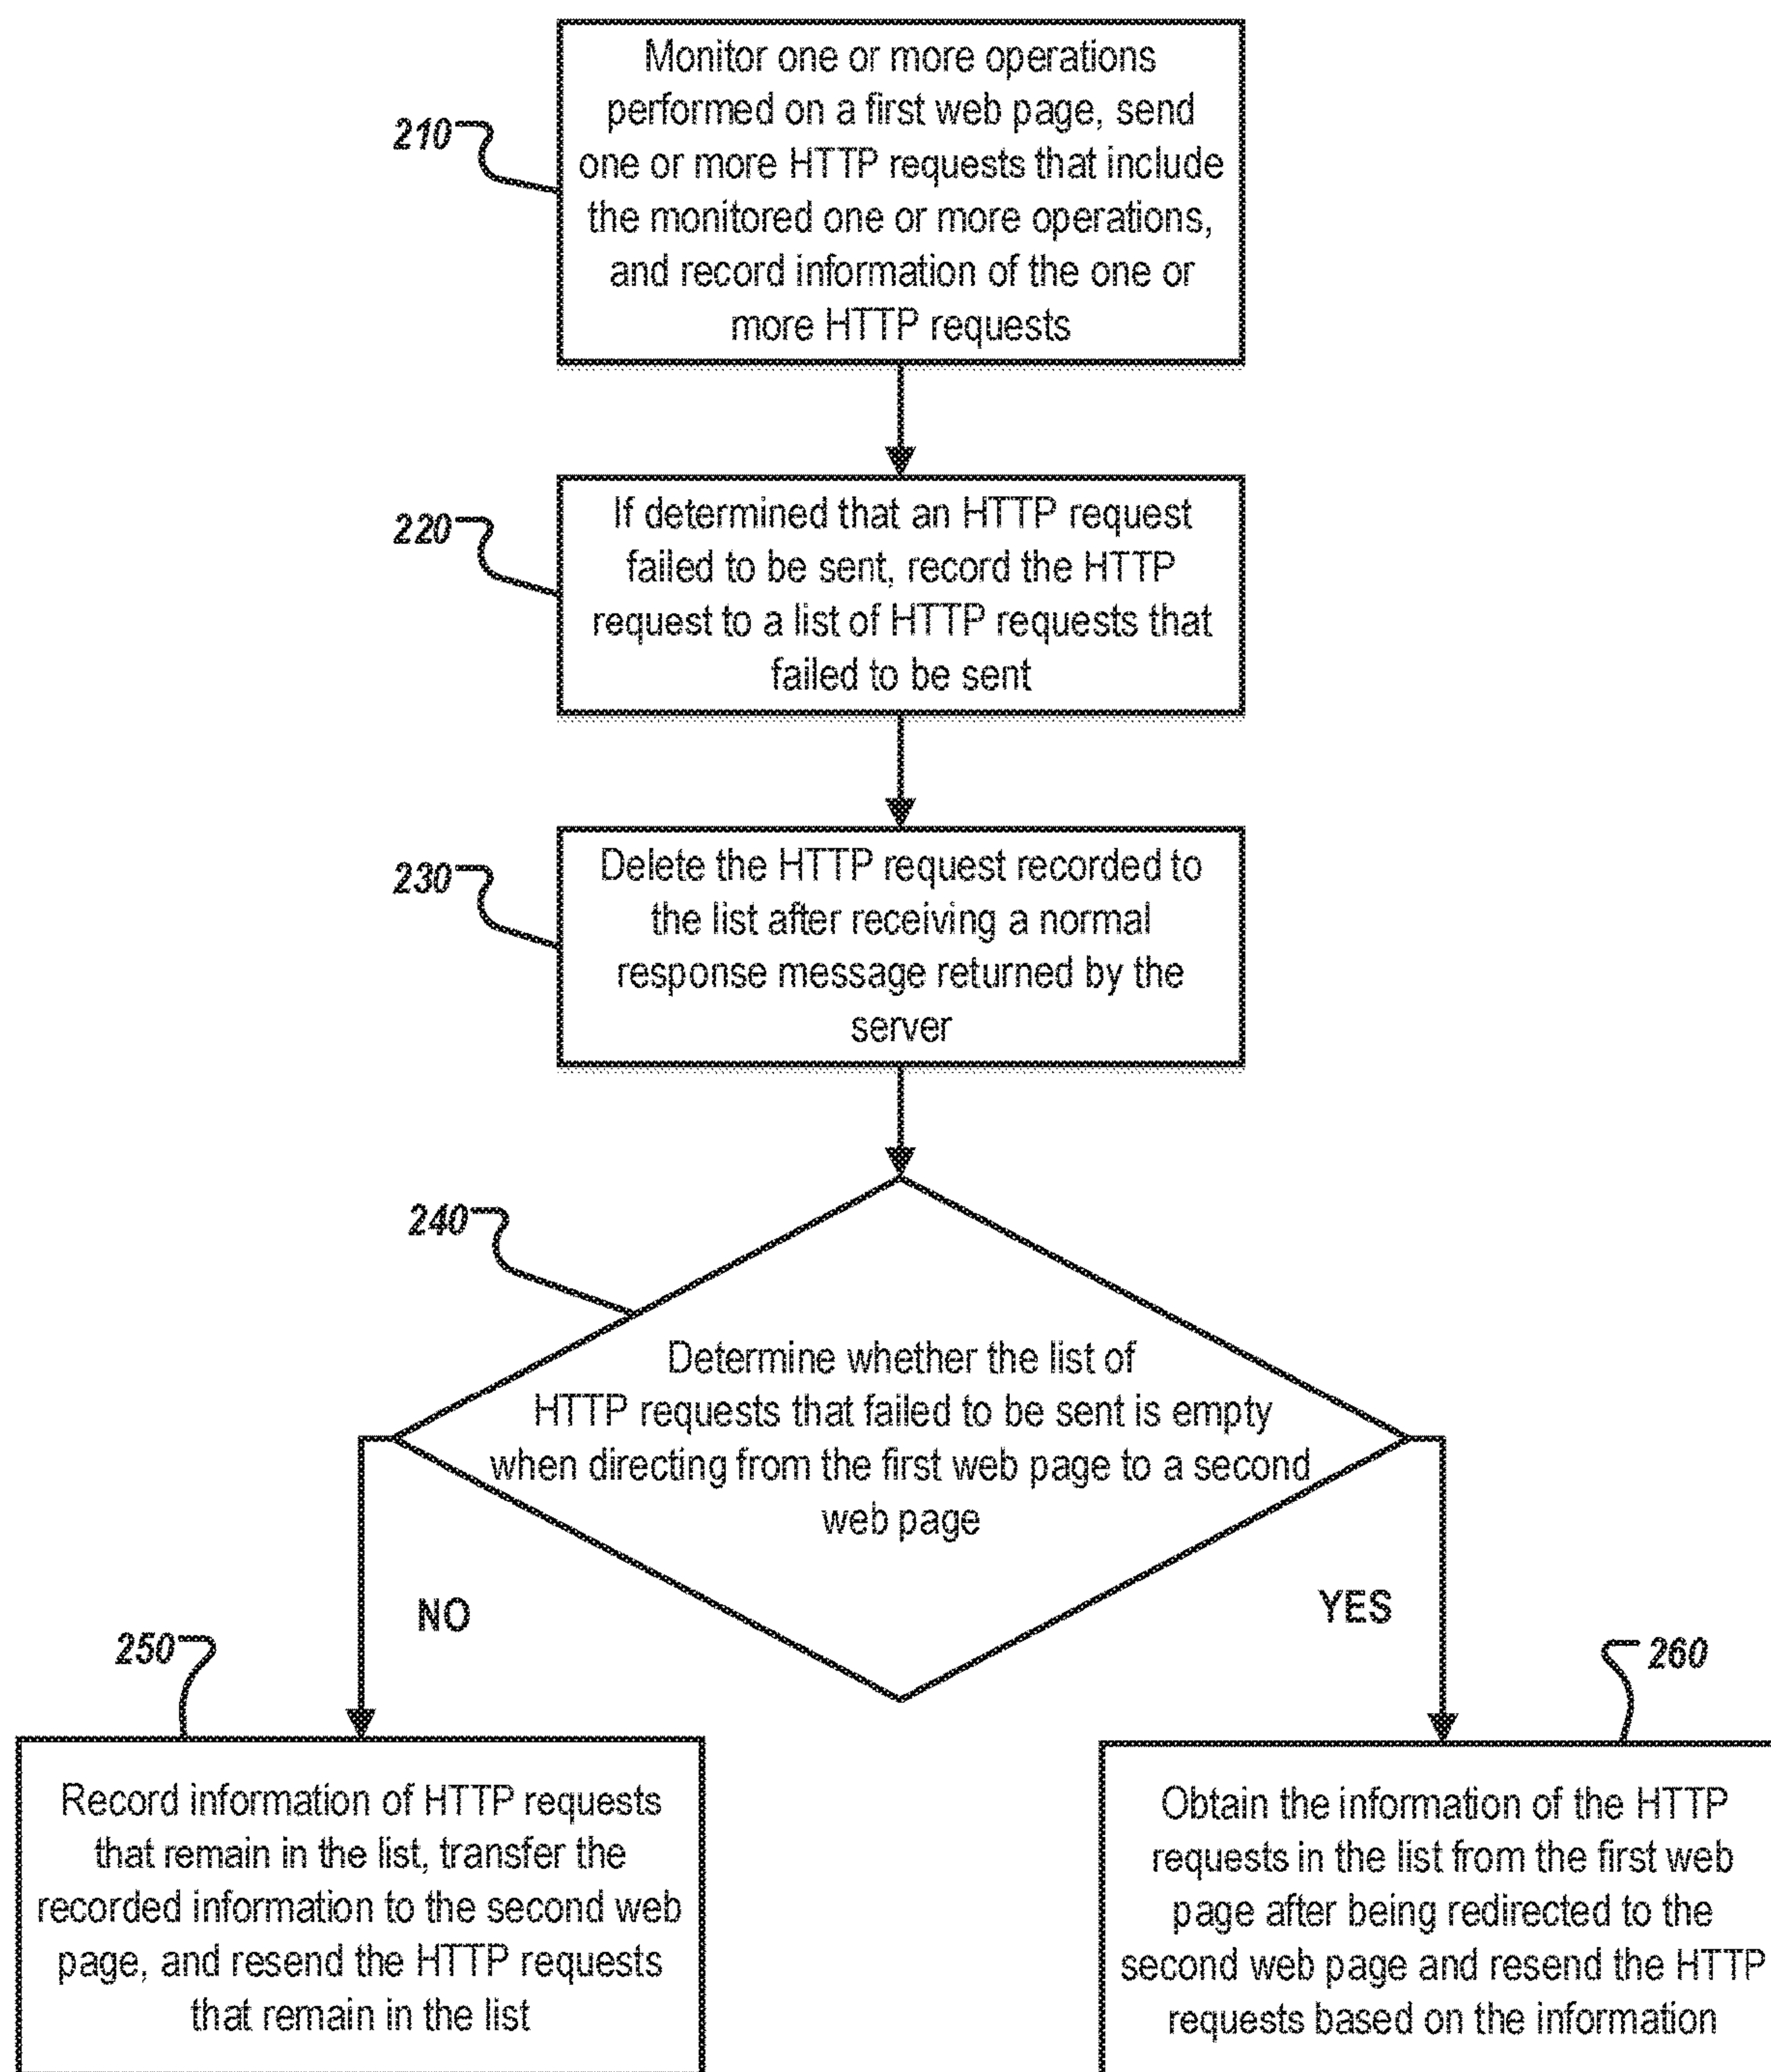 210
Monitor one or more operations
performed on a first web page, send
one or more HTTP requests that include
the monitored one or more operations,
and record information of the one or
more HTTP requests
220
If determined that an HTTP request
failed to be sent, record the HTTP
request to a list of HTTP requests that
failed to be sent
230
Delete the HTTP request recorded to
the list after receiving a normal
response message returned by the
server
240
Determine whether the list of
HTTP requests that failed to be sent is empty
when directing from the first web page to a second
web page
NO
YES
250
Record information of HTTP requests
that remain in the list, transfer the
recorded information to the second web
page, and resend the HTTP requests
that remain in the list
260
Obtain the information of the HTTP
requests in the list from the first web
page after being redirected to the
second web page and resend the HTTP
requests based on the information